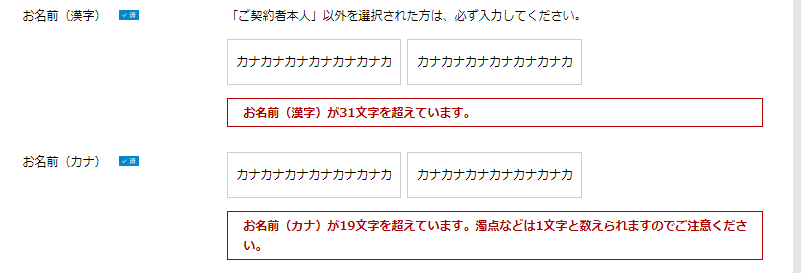 お名前（漢字） ✓ 済 「ご契約者本人」以外を選択された方は、必ず入力してください。
カナカナカナカナカナカナカナカ カナカナカナカナカナカナカナカ
お名前（漢字）が31文字を超えています。
お名前（カナ） ✓ 済 カナカナカナカナカナカナカナカ カナカナカナカナカナカナカナカ
お名前（カナ）が19文字を超えています。濁点などは1文字と数えられますのでご注意くださ
い。